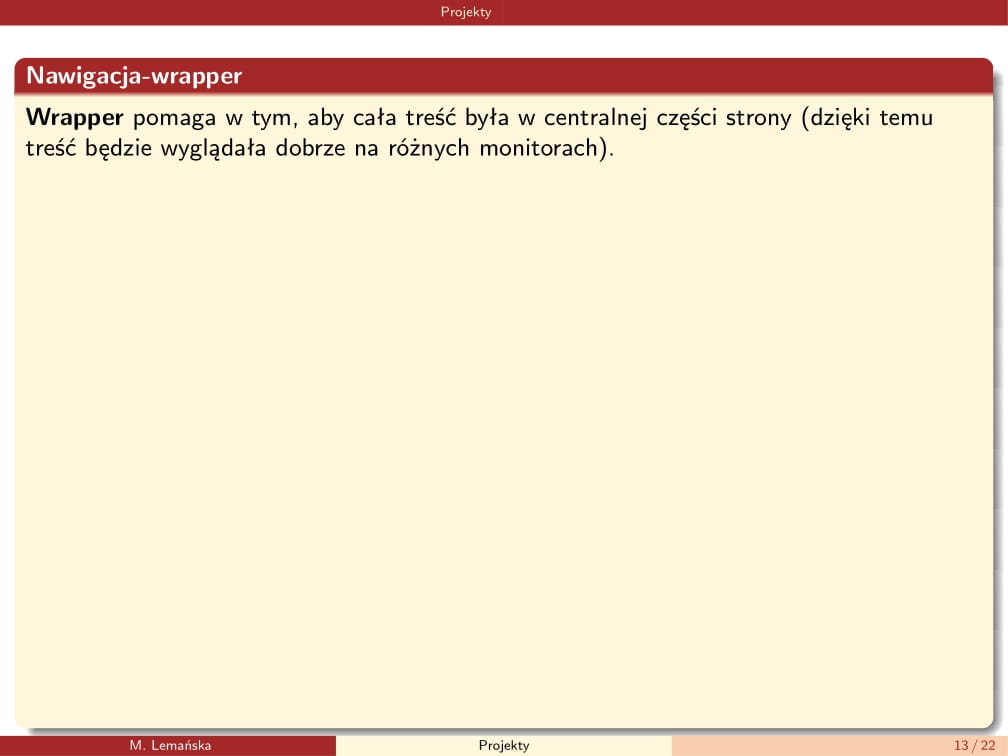 Projekty
Nawigacja-wrapper
Wrapper pomaga w tym, aby cała treść była w centralnej części strony (dzięki temu
treść będzie wyglądała dobrze na różnych monitorach).
M. Lemańska
Projekty
13 / 22